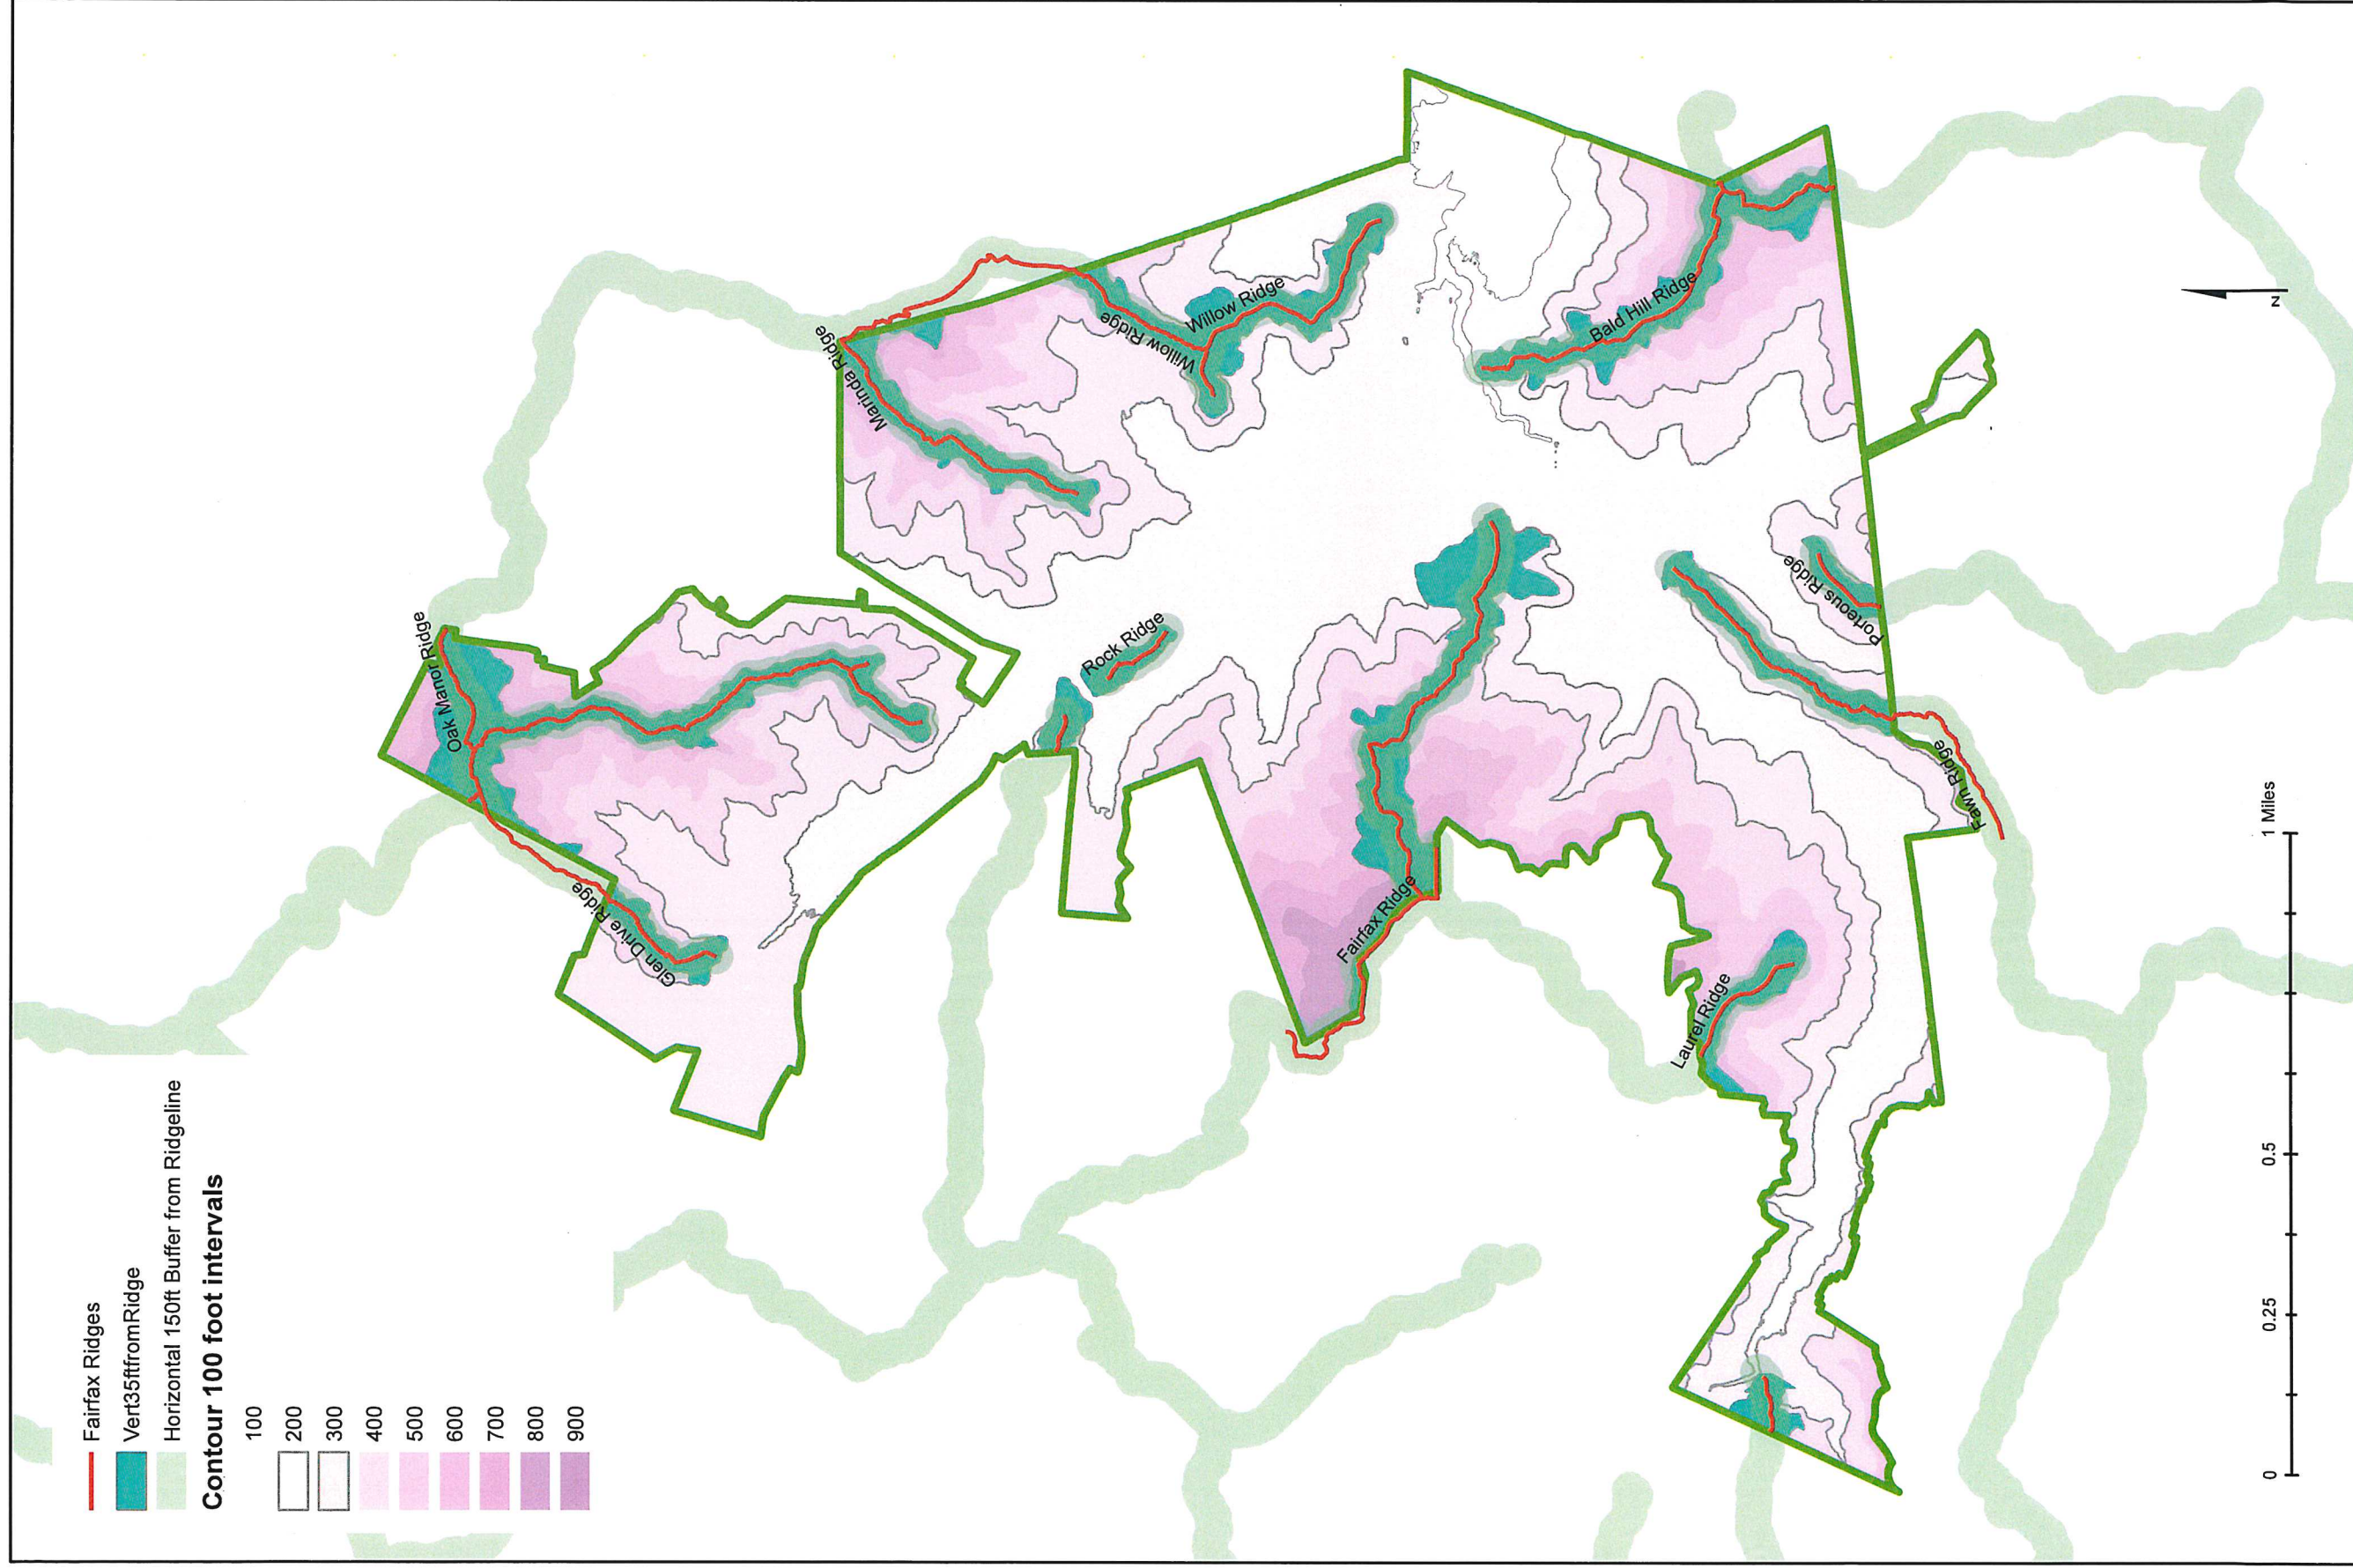 Fairfax Ridges
Vert35ftfromRidge
Horizontal 150ft Buffer from Ridgeline
Contour 100 foot intervals
100
200
300
400
500
600
700
800
900
Oak Manor Ridge
Glen Drive Ridge
Marinda Ridge
Willow Ridge
Willow Ridge
Rock Ridge
Fairfax Ridge
Bald Hill Ridge
Porteous Ridge
Fawn Ridge
Laurel Ridge
0 0.25 0.5 1 Miles
N